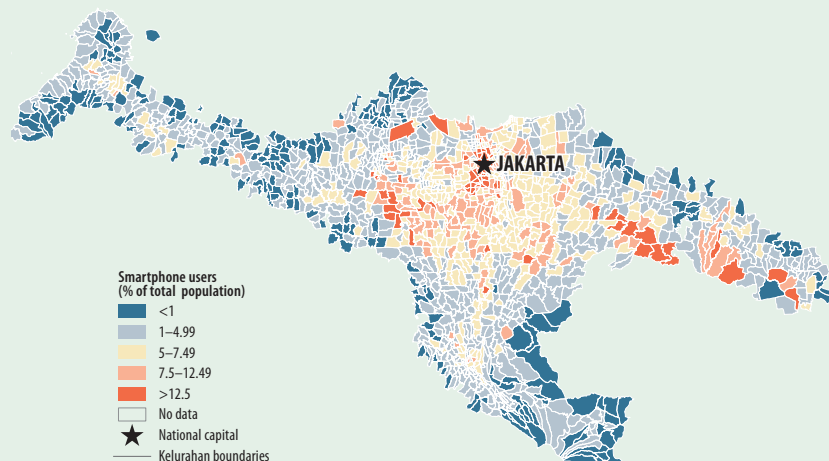 JAKARTA
Smartphone users
(% of total population)
<1
1–4.99
5–7.49
7.5–12.49
>12.5
No data
National capital
Kelurahan boundaries